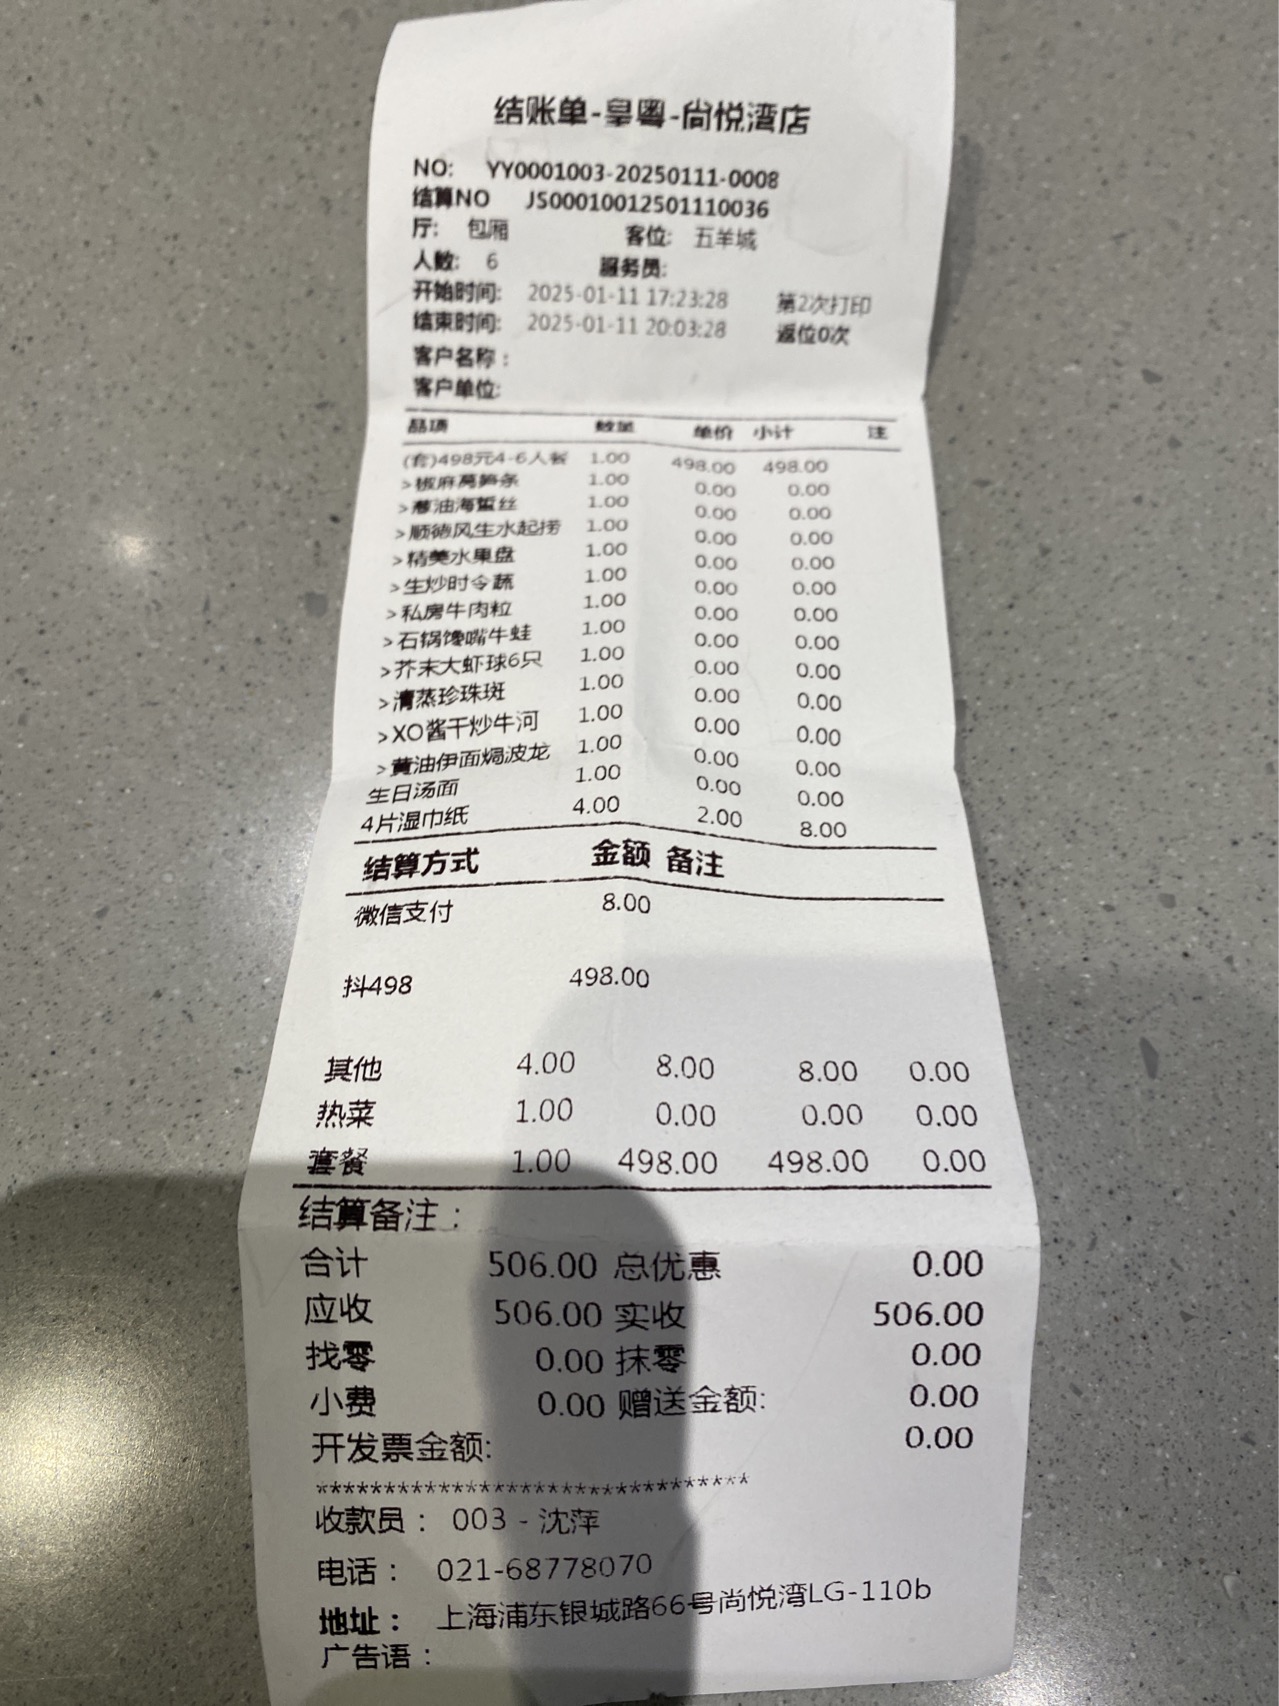 结账单-皇粤-尚悦湾店
NO: YY0001003-20250111-0008
结算NO JS00010012501110036
厅: 包厢 客位: 五羊城
人数: 6 服务员:
开始时间: 2025-01-11 17:23:28 第2次打印
结束时间: 2025-01-11 20:03:28 返位0次
客户名称：
客户单位:
品项 数量 单价 小计 注
(套)498元4-6人餐 1.00 498.00 498.00
>椒麻莴笋条 1.00 0.00 0.00
>葱油海蜇丝 1.00 0.00 0.00
>顺德风生水起捞 1.00 0.00 0.00
>精美水果盘 1.00 0.00 0.00
>生炒时令蔬 1.00 0.00 0.00
>私房牛肉粒 1.00 0.00 0.00
>石锅馋嘴牛蛙 1.00 0.00 0.00
>芥末大虾球6只 1.00 0.00 0.00
>清蒸珍珠斑 1.00 0.00 0.00
>XO酱干炒牛河 1.00 0.00 0.00
>黄油伊面焗波龙 1.00 0.00 0.00
生日汤面 1.00 0.00 0.00
4片湿巾纸 4.00 2.00 8.00
结算方式 金额 备注
微信支付 8.00
抖498 498.00
其他 4.00 8.00 8.00 0.00
热菜 1.00 0.00 0.00 0.00
套餐 1.00 498.00 498.00 0.00
结算备注：
合计 506.00 总优惠 0.00
应收 506.00 实收 506.00
找零 0.00 抹零 0.00
小费 0.00 赠送金额: 0.00
开发票金额: 0.00
********************************
收款员： 003 - 沈萍
电话： 021-68778070
地址： 上海浦东银城路66号尚悦湾LG-110b
广告语：